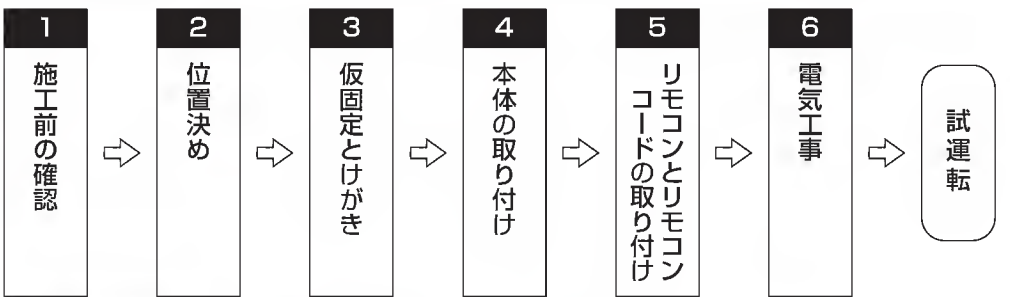 1
施工前の確認
2
位置決め
3
仮固定とけがき
4
本体の取り付け
5
リモコンとリモコン
コードの取り付け
6
電気工事
試運転